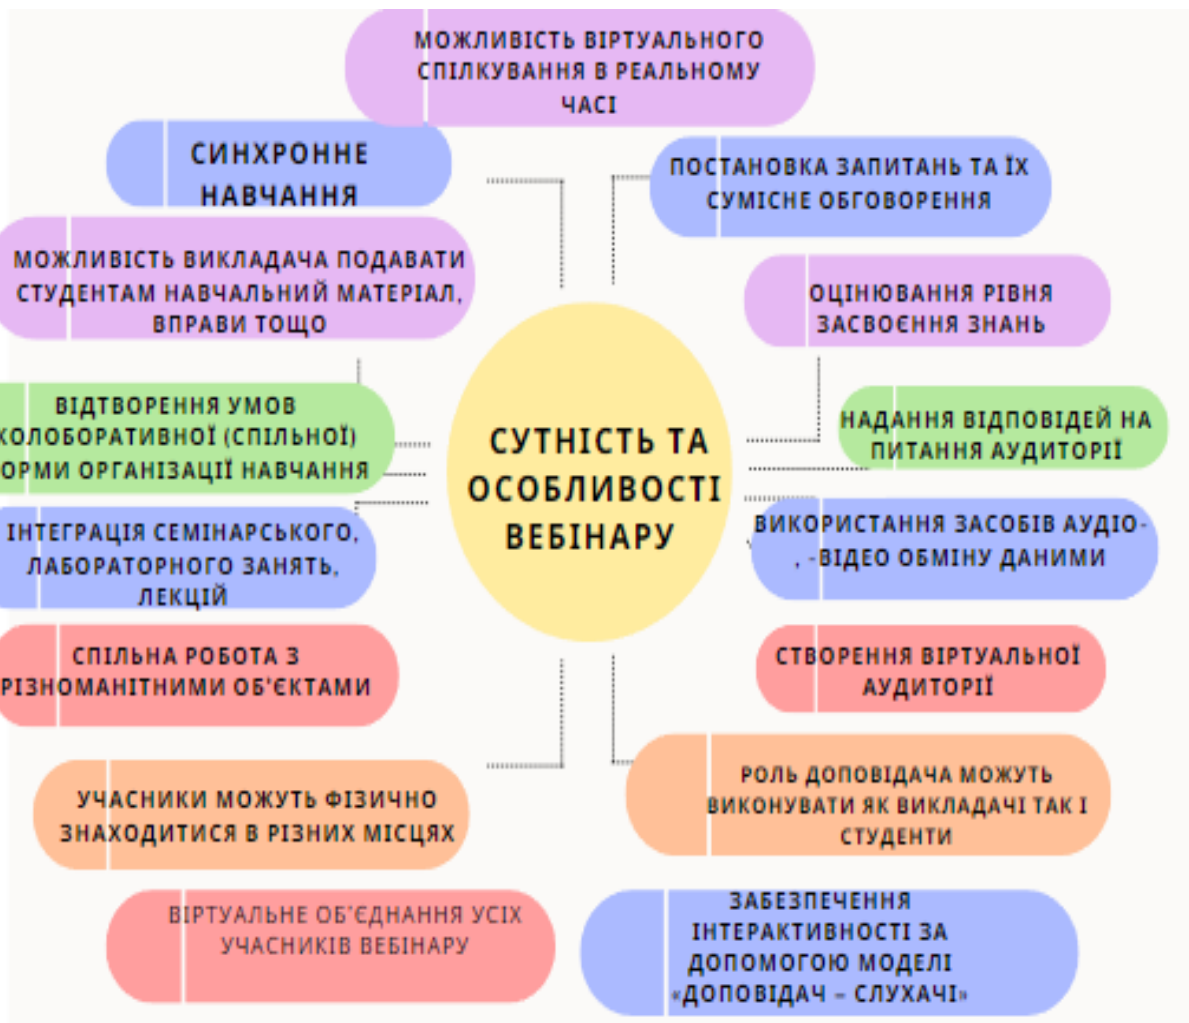 МОЖЛИВІСТЬ ВІРТУАЛЬНОГО
СПІЛКУВАННЯ В РЕАЛЬНОМУ
ЧАСІ
СИНХРОННЕ
НАВЧАННЯ
ПОСТАНОВКА ЗАПИТАНЬ ТА ЇХ
СУМІСНЕ ОБГОВОРЕННЯ
МОЖЛИВІСТЬ ВИКЛАДАЧА ПОДАВАТИ
СТУДЕНТАМ НАВЧАЛЬНИЙ МАТЕРІАЛ,
ВПРАВИ ТОЩО
ОЦІНЮВАННЯ РІВНЯ
ЗАСВОЄННЯ ЗНАНЬ
ВІДТВОРЕННЯ УМОВ
КОЛОБОРАТИВНОЇ (СПІЛЬНОЇ)
ОРМИ ОРГАНІЗАЦІЇ НАВЧАННЯ
СУТНІСТЬ ТА
ОСОБЛИВОСТІ
ВЕБІНАРУ
НАДАННЯ ВІДПОВІДЕЙ НА
ПИТАННЯ АУДИТОРІЇ
ІНТЕГРАЦІЯ СЕМІНАРСЬКОГО,
ЛАБОРАТОРНОГО ЗАНЯТЬ,
ЛЕКЦІЙ
ВИКОРИСТАННЯ ЗАСОБІВ АУДІО-
, -ВІДЕО ОБМІНУ ДАНИМИ
СПІЛЬНА РОБОТА З
РІЗНОМАНІТНИМИ ОБ'ЄКТАМИ
СТВОРЕННЯ ВІРТУАЛЬНОЇ
АУДИТОРІЇ
УЧАСНИКИ МОЖУТЬ ФІЗИЧНО
ЗНАХОДИТИСЯ В РІЗНИХ МІСЦЯХ
РОЛЬ ДОПОВІДАЧА МОЖУТЬ
ВИКОНУВАТИ ЯК ВИКЛАДАЧІ ТАК І
СТУДЕНТИ
ВІРТУАЛЬНЕ ОБ'ЄДНАННЯ УСІХ
УЧАСНИКІВ ВЕБІНАРУ
ЗАБЕЗПЕЧЕННЯ
ІНТЕРАКТИВНОСТІ ЗА
ДОПОМОГОЮ МОДЕЛІ
«ДОПОВІДАЧ – СЛУХАЧІ»